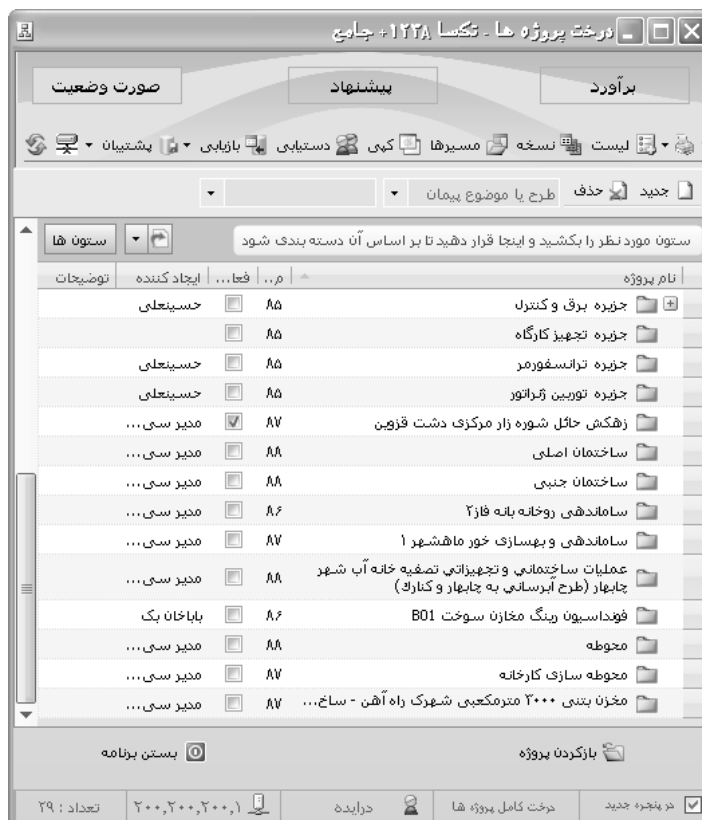 درخت پروژه ها - تکسا ۱۲۳۸+ جامع
برآورد
پیشنهاد
صورت وضعیت
لیست
نسخه
مسیرها
کپی
دستیابی
بازیابی
پشتیبان
جدید
حذف
طرح یا موضوع پیمان
ستون مورد نظر را بکشید و اینجا قرار دهید تا بر اساس آن دسته بندی شود
ستون ها
نام پروژه م... فعا... ایجاد کننده توضیحات
جزیره برق و کنترل ۸۵ حسینعلی
جزیره تجهیز کارگاه ۸۵
جزیره ترانسفورمر ۸۵ حسینعلی
جزیره توربین ژنراتور ۸۵ حسینعلی
زهکش حائل شوره زار مرکزی دشت قزوین ۸۷ مدیر سی...
ساختمان اصلی ۸۸ مدیر سی...
ساختمان جنبی ۸۸ مدیر سی...
ساماندهی روخانه بانه فاز۲ ۸۶ مدیر سی...
ساماندهی و بهسازی خور ماهشهر ۱ ۸۷ مدیر سی...
عملیات ساختماني و تجهیزاتي تصفیه خانه آب شهر
چابهار (طرح آبرساني به چابهار و کنارك) ۸۸ مدیر سی...
فونداسیون رینگ مخازن سوخت B01 ۸۶ باباخان بک
محوطه ۸۸ مدیر سی...
محوطه سازی کارخانه ۸۷ مدیر سی...
مخزن بتنی ۳۰۰۰ مترمکعبی شهرک راه آهن - ساخ... ۸۷ مدیر سی...
بازکردن پروژه
بستن برنامه
در پنجره جدید
درخت کامل پروژه ها
درایده
۲۰۰,۲۰۰,۲۰۰,۱
تعداد : ۲۹